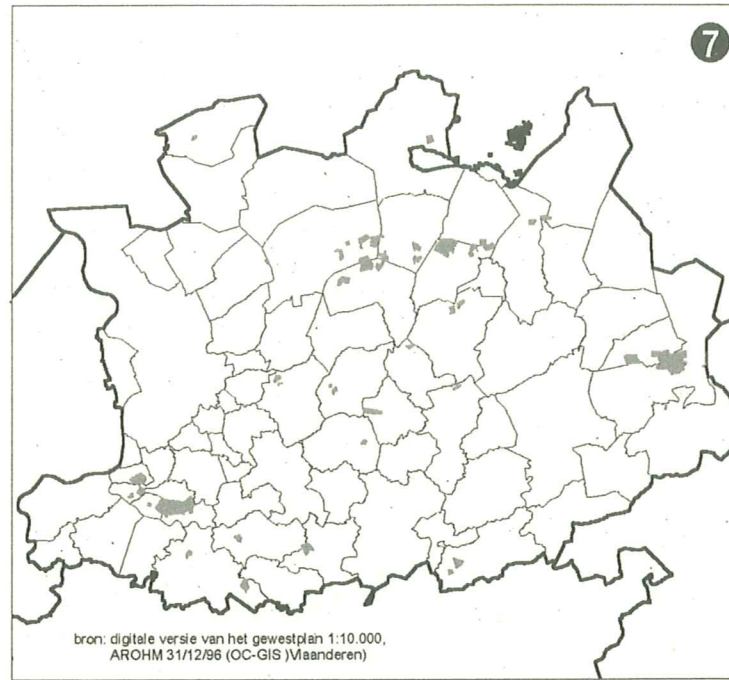 7
bron: digitale versie van het gewestplan 1:10.000,
AROHM 31/12/96 (OC-GIS )Vlaanderen)